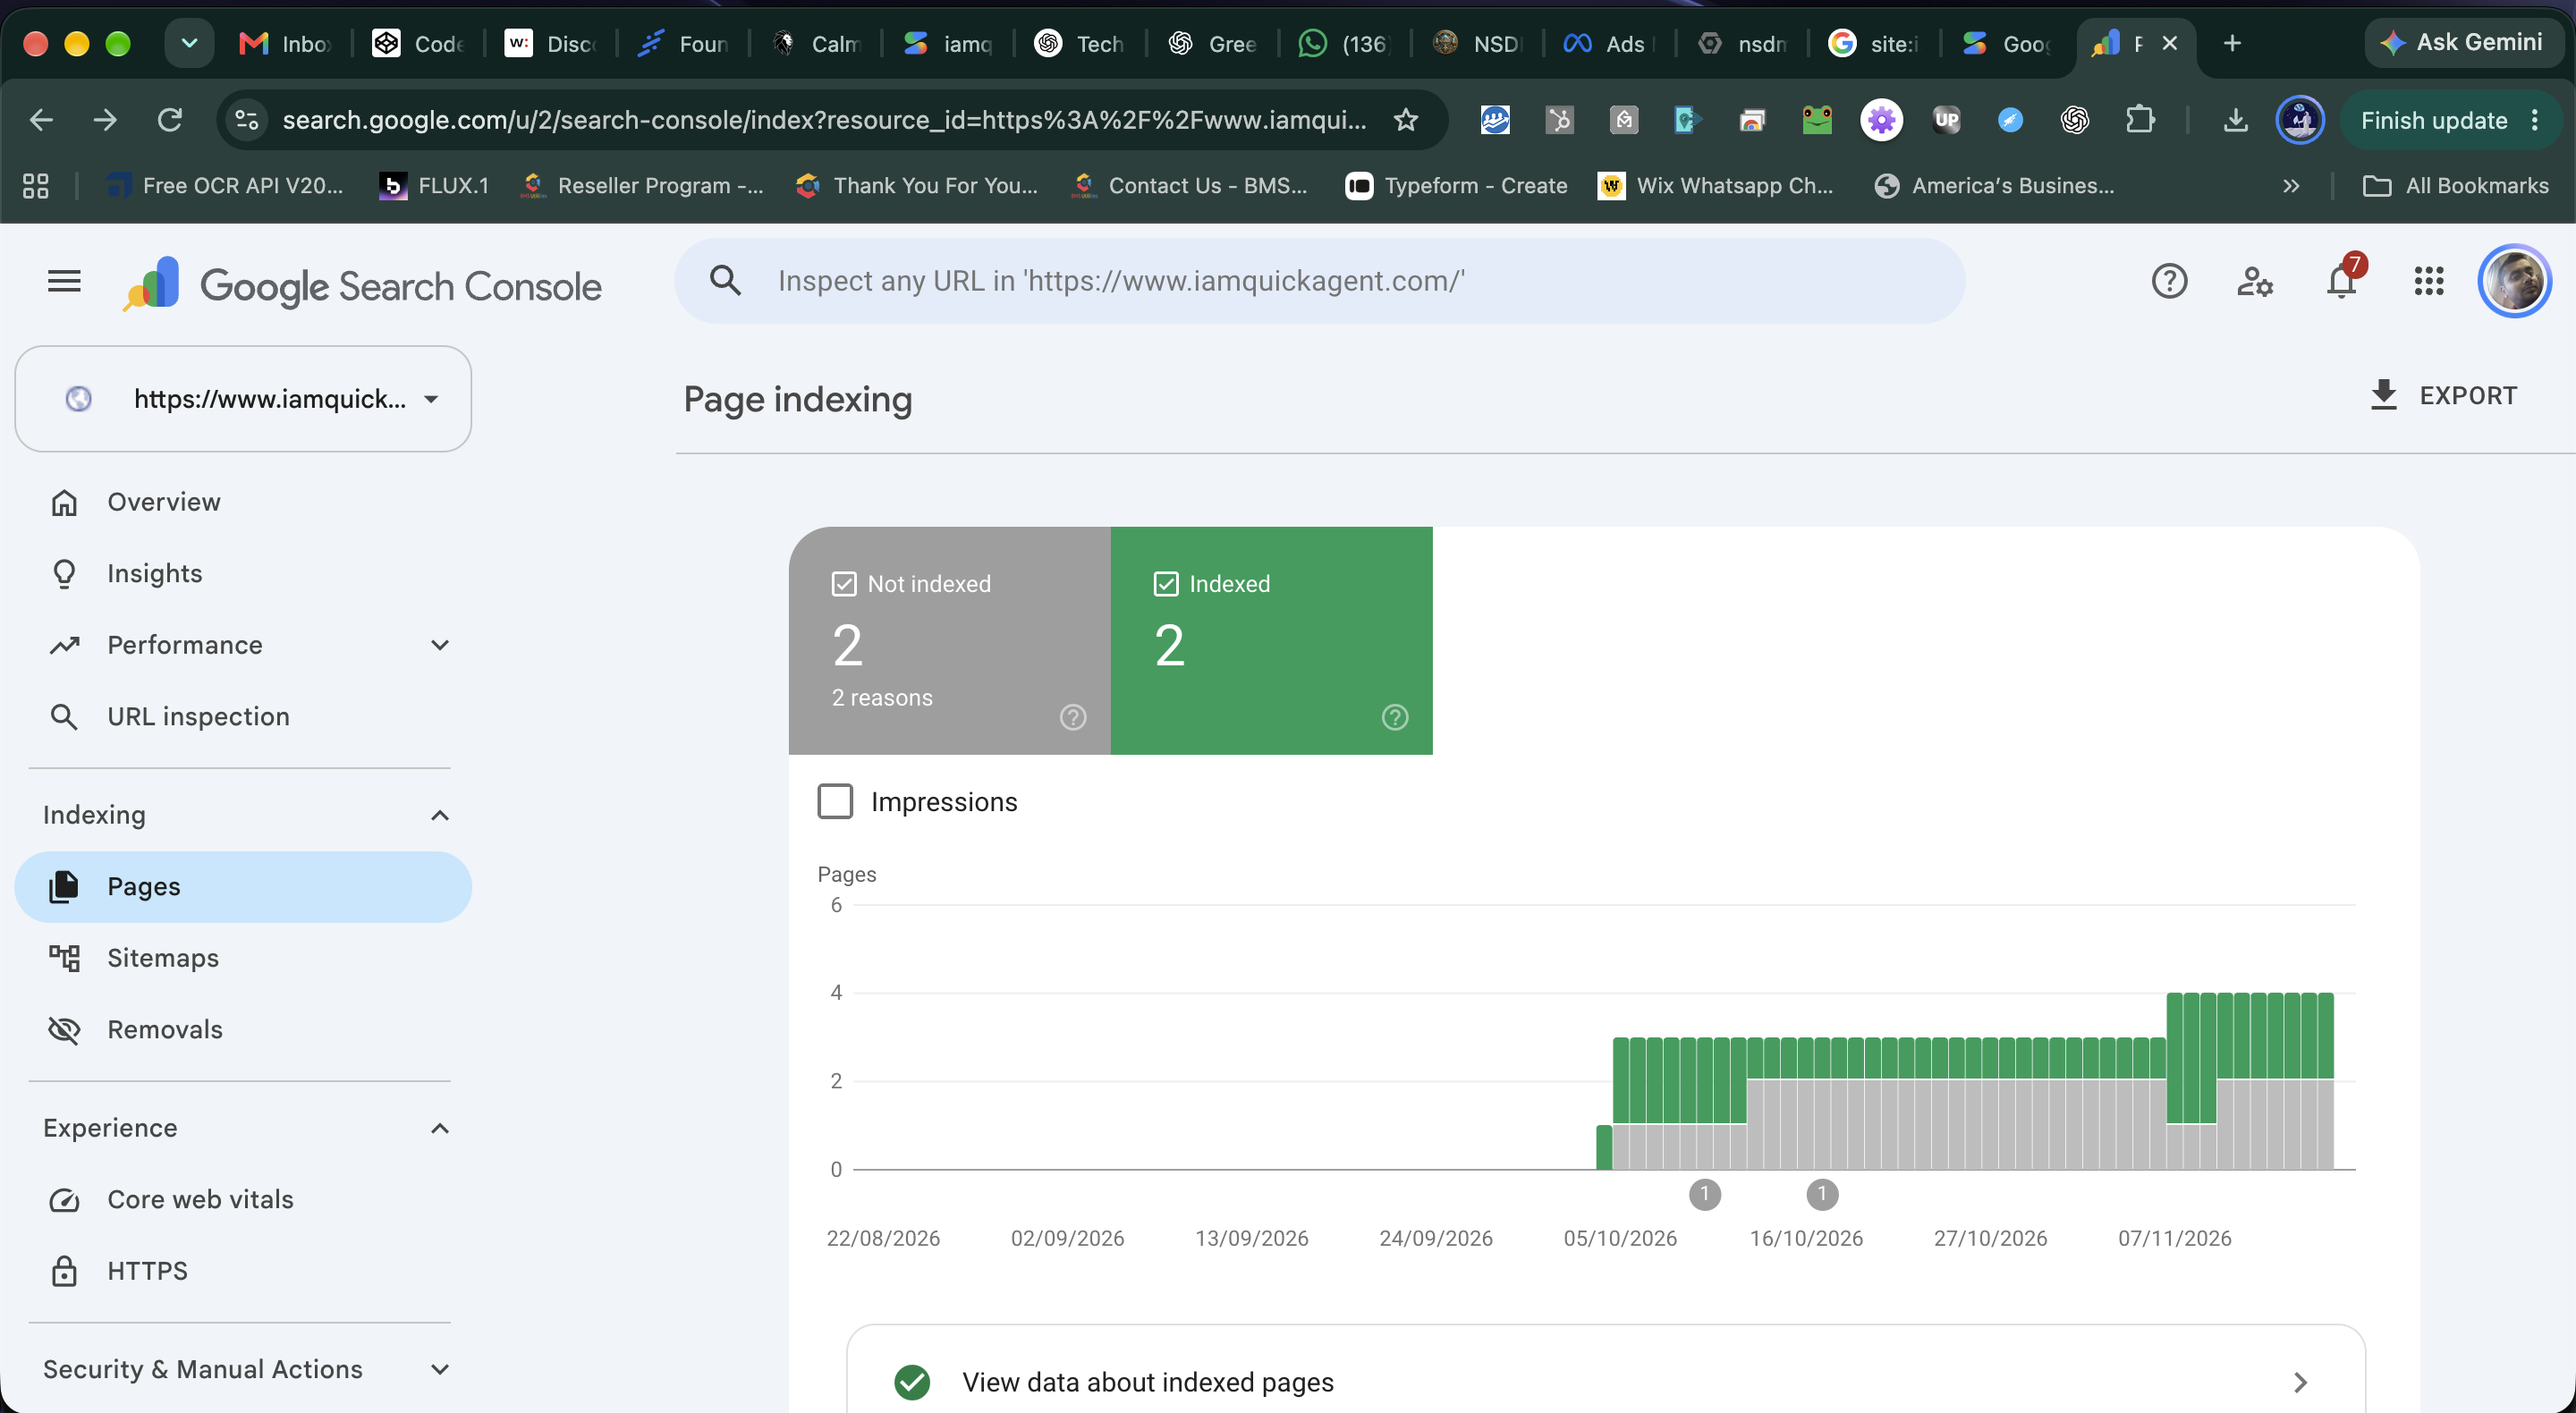 Inbo
Code
Disc
Foun
Calm
iamq
Tech
Gree
(136
NSD
Ads
nsdm
site:i
Goog
Ask Gemini
search.google.com/u/2/search-console/index?resource_id=https%3A%2F%2Fwww.iamqui...
UP
Finish update
Free OCR API V20...
FLUX.1
Reseller Program -...
Thank You For You...
Contact Us - BMS...
Typeform - Create
Wix Whatsapp Ch...
America's Busines...
All Bookmarks
Google Search Console
Inspect any URL in 'https://www.iamquickagent.com/'
7
https://www.iamquick...
Page indexing
EXPORT
Overview
Insights
Performance
URL inspection
Indexing
Pages
Sitemaps
Removals
Experience
Core web vitals
HTTPS
Security & Manual Actions
Not indexed
2
2 reasons
Indexed
2
Impressions
Pages
6
4
2
0
1
1
22/08/2026
02/09/2026
13/09/2026
24/09/2026
05/10/2026
16/10/2026
27/10/2026
07/11/2026
View data about indexed pages